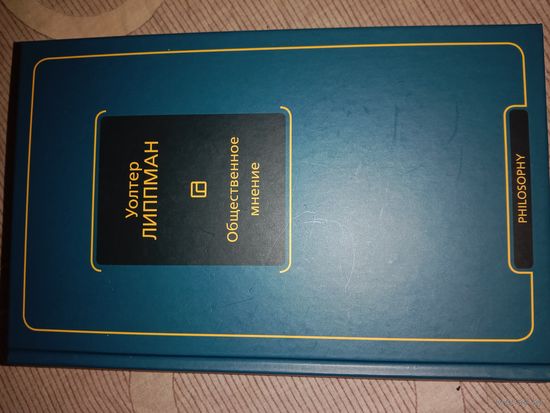 Уолтер
ЛИППМАН
Общественное
мнение
PHILOSOPHY